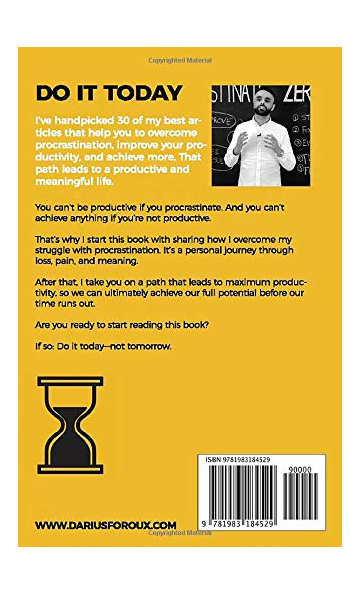 Copyrighted Material
DO IT TODAY
I've handpicked 30 of my best ar-
ticles that help you to overcome
procrastination, improve your pro-
ductivity, and achieve more. That
path leads to a productive and
meaningful life.
You can't be productive if you procrastinate. And you can't
achieve anything if you're not productive.
That's why I start this book with sharing how I overcome my
struggle with procrastination. It's a personal journey through
loss, pain, and meaning.
After that, I take you on a path that leads to maximum produc-
tivity, so we can ultimately achieve our full potential before our
time runs out.
Are you ready to start reading this book?
If so: Do it today—not tomorrow.
ISBN 9781983184529
90000
9 781983 184529
WWW.DARIUSFOROUX.COM
Copyrighted Material